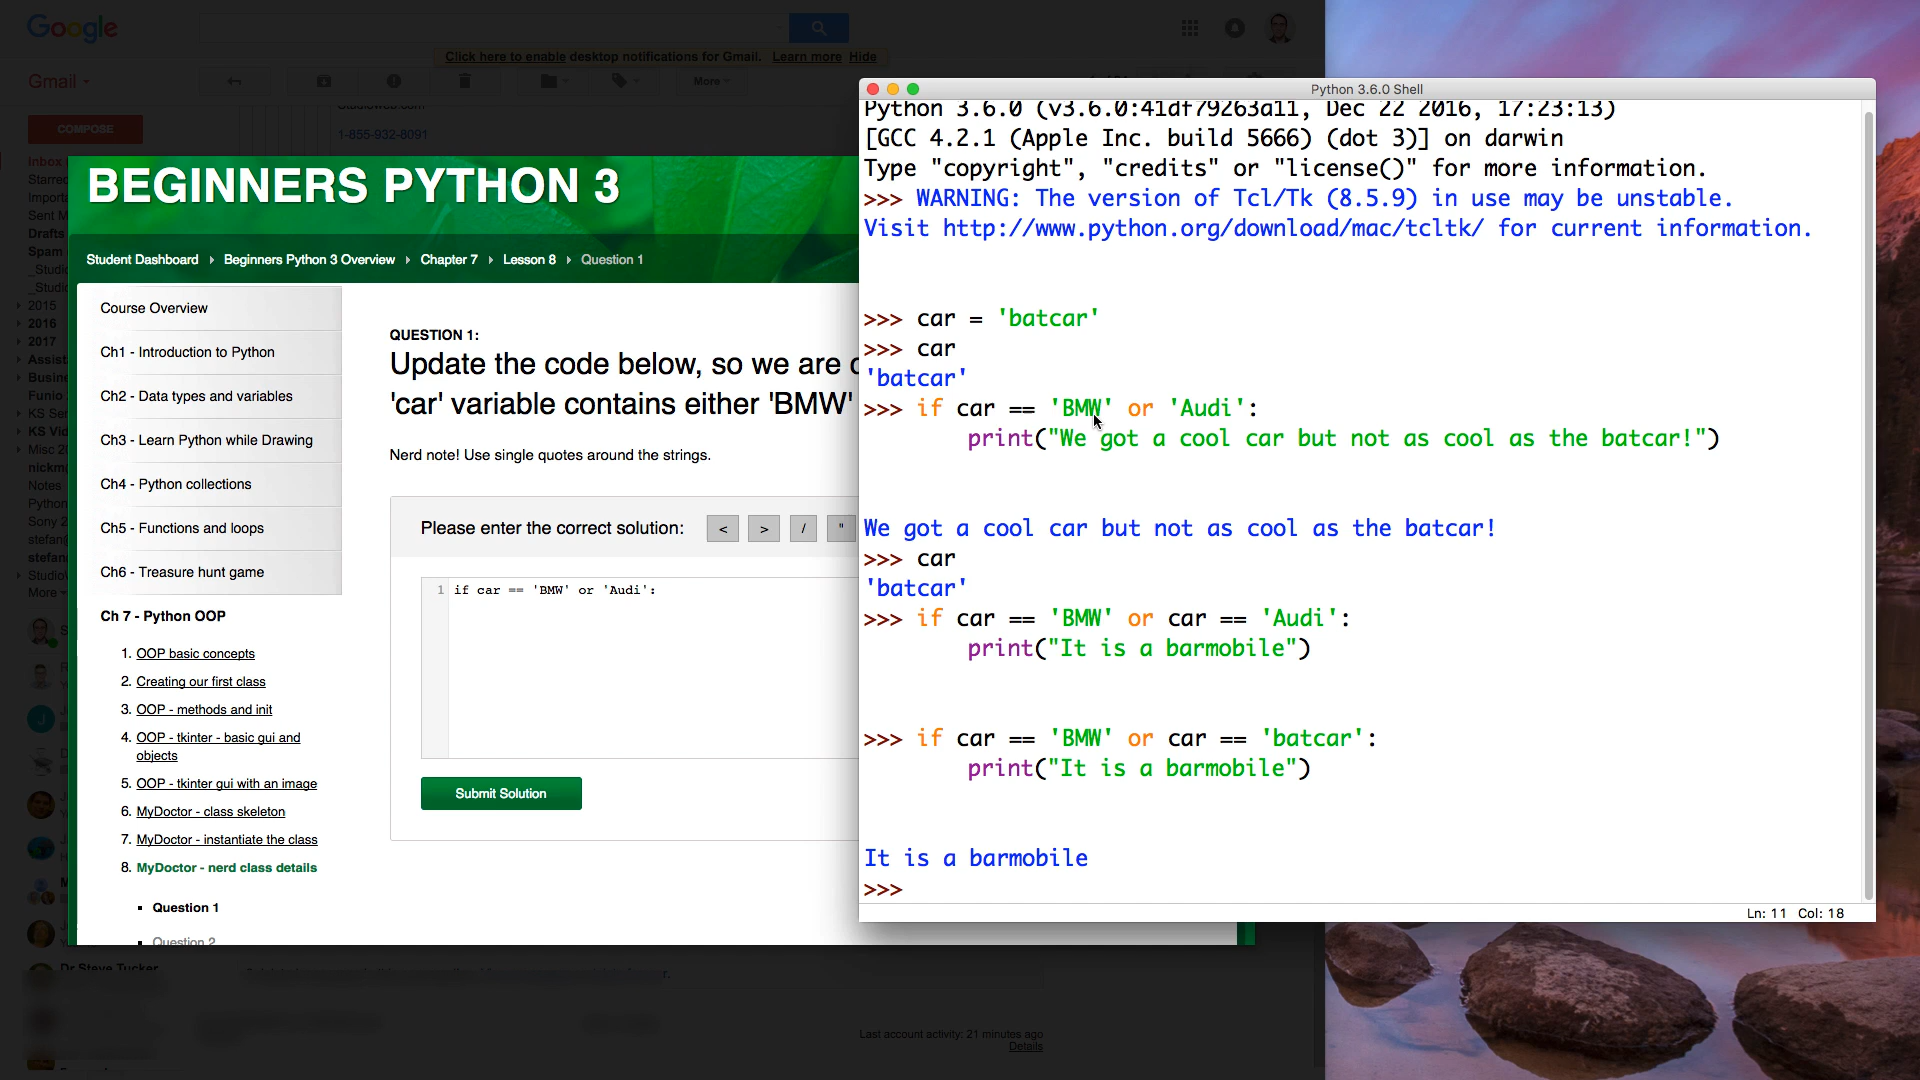 Google
Click here to enable desktop notifications for Gmail. Learn more Hide
Gmail
More
COMPOSE
1-855-932-8091
Inbox
Starred
Sent M
Drafts
Spam
2015
2016
2017
Notes
More
Dr Steve Tucker
Last account activity: 21 minutes ago
Details
BEGINNERS PYTHON 3
Student Dashboard
Beginners Python 3 Overview
Chapter 7
Lesson 8
Question 1
Course Overview
Ch1 - Introduction to Python
Ch2 - Data types and variables
Ch3 - Learn Python while Drawing
Ch4 - Python collections
Ch5 - Functions and loops
Ch6 - Treasure hunt game
Ch 7 - Python OOP
1. OOP basic concepts
2. Creating our first class
3. OOP - methods and init
4. OOP - tkinter - basic gui and
objects
5. OOP - tkinter gui with an image
6. MyDoctor - class skeleton
7. MyDoctor - instantiate the class
8. MyDoctor - nerd class details
Question 1
Question 2
QUESTION 1:
Update the code below, so we are
'car' variable contains either 'BMW'
Nerd note! Use single quotes around the strings.
Please enter the correct solution: < > / "
1 if car == 'BMW' or 'Audi':
Submit Solution
Python 3.6.0 Shell
Python 3.6.0 (v3.6.0:41df79263a11, Dec 22 2016, 17:23:13)
[GCC 4.2.1 (Apple Inc. build 5666) (dot 3)] on darwin
Type "copyright", "credits" or "license()" for more information.
>>> WARNING: The version of Tcl/Tk (8.5.9) in use may be unstable.
Visit http://www.python.org/download/mac/tcltk/ for current information.
>>> car = 'batcar'
>>> car
'batcar'
>>> if car == 'BMW' or 'Audi':
print("We got a cool car but not as cool as the batcar!")
We got a cool car but not as cool as the batcar!
>>> car
'batcar'
>>> if car == 'BMW' or car == 'Audi':
print("It is a barmobile")
>>> if car == 'BMW' or car == 'batcar':
print("It is a barmobile")
It is a barmobile
>>>
Ln: 11 Col: 18